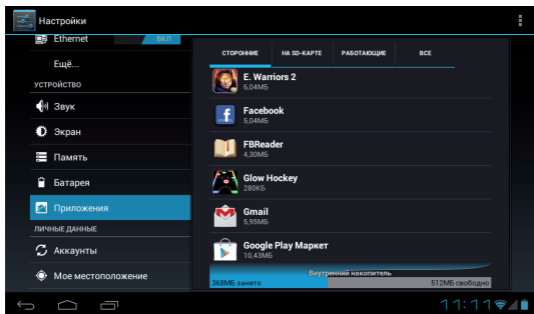 Настройки
Ethernet
ВКЛ
Ещё...
УСТРОЙСТВО
Звук
Экран
Память
Батарея
Приложения
ЛИЧНЫЕ ДАННЫЕ
Аккаунты
Мое местоположение
СТОРОННИЕ НА SD-КАРТЕ РАБОТАЮЩИЕ ВСЕ
E. Warriors 2
6,04МБ
Facebook
5,04МБ
FBReader
4,30МБ
Glow Hockey
280КБ
Gmail
5,95МБ
Google Play Маркет
10,43МБ
Внутренний накопитель
368МБ занято 512МБ свободно
11:11